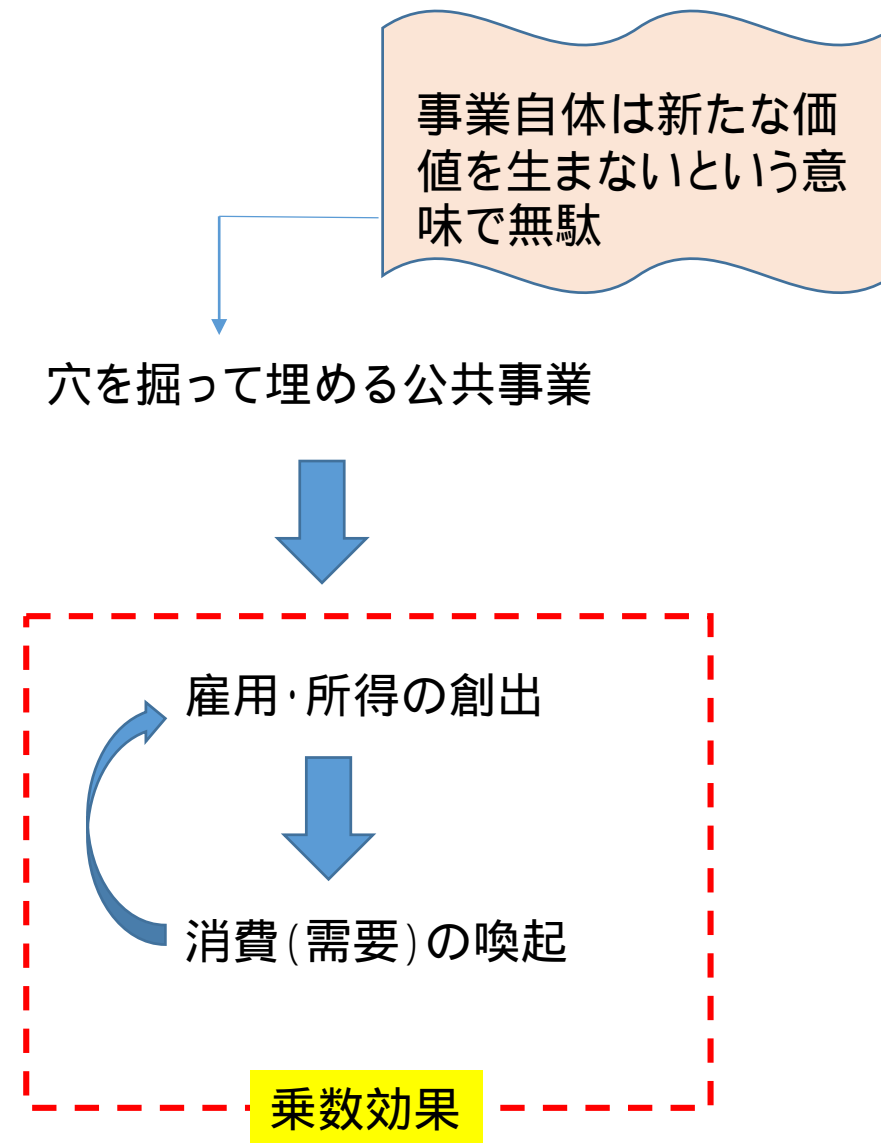 事業自体は新たな価
値を生まないという意
味で無駄
穴を掘って埋める公共事業
雇用・所得の創出
消費(需要)の喚起
乗数効果